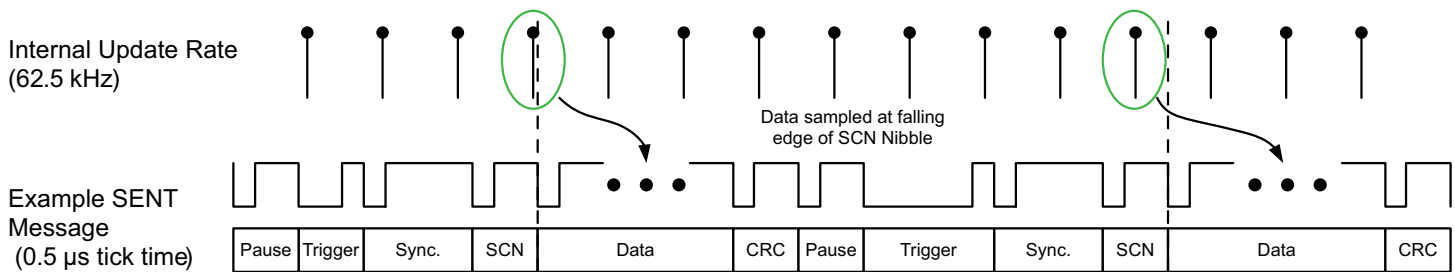 Internal Update Rate
(62.5 kHz)
Data sampled at falling
edge of SCN Nibble
Example SENT
Message
(0.5 µs tick time)
Pause Trigger Sync. SCN Data CRC Pause Trigger Sync. SCN Data CRC